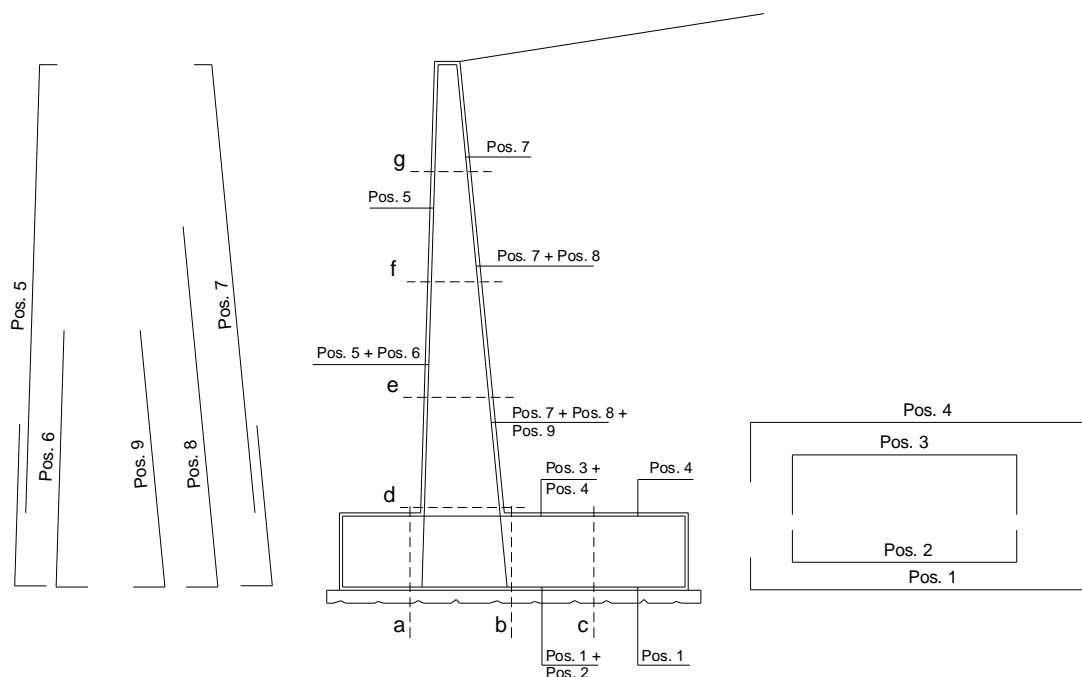 Pos. 7
g
Pos. 5
Pos. 7 + Pos. 8
f
Pos. 5
Pos. 7
Pos. 5 + Pos. 6
e
Pos. 7 + Pos. 8 +
Pos. 9
Pos. 6
Pos. 9
Pos. 8
Pos. 4
Pos. 3
Pos. 3 +
Pos. 4
Pos. 4
d
Pos. 2
Pos. 1
a
b
c
Pos. 1 +
Pos. 2
Pos. 1